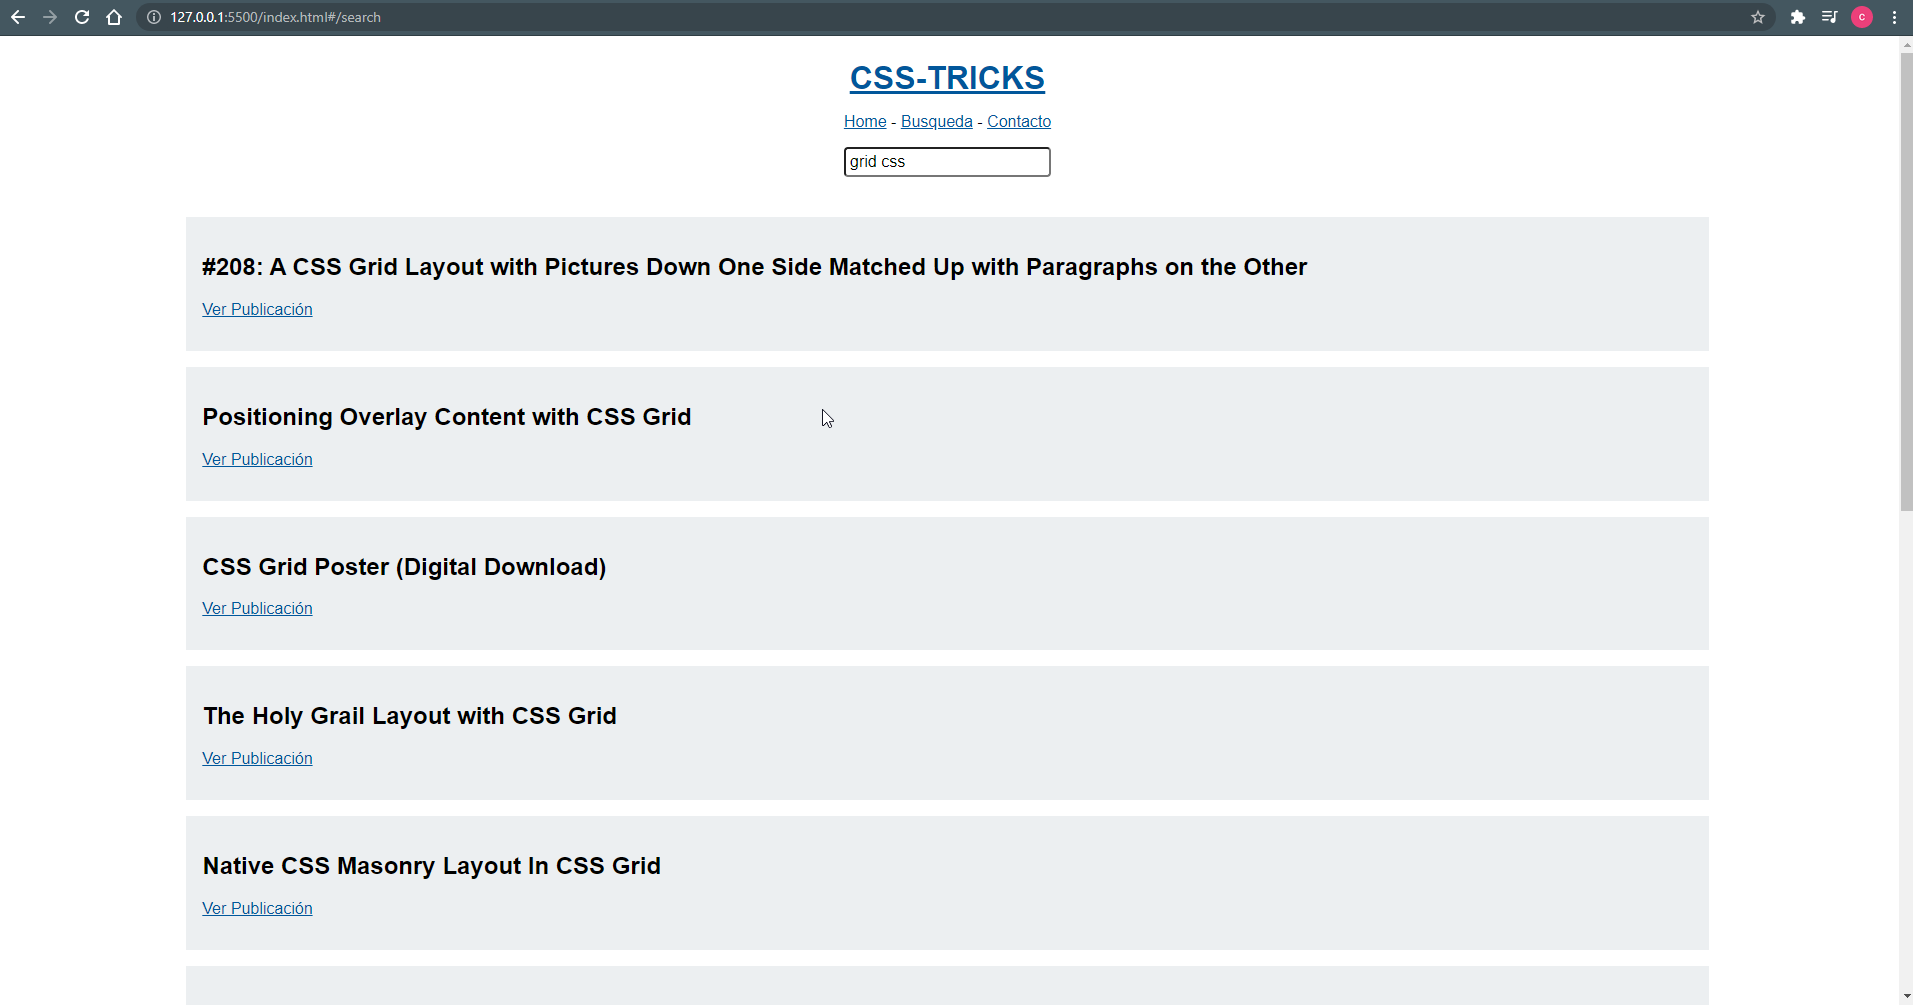 127.0.0.1:5500/index.html#/search
c
CSS-TRICKS
Home - Busqueda - Contacto
grid css
#208: A CSS Grid Layout with Pictures Down One Side Matched Up with Paragraphs on the Other
Ver Publicación
Positioning Overlay Content with CSS Grid
Ver Publicación
CSS Grid Poster (Digital Download)
Ver Publicación
The Holy Grail Layout with CSS Grid
Ver Publicación
Native CSS Masonry Layout In CSS Grid
Ver Publicación